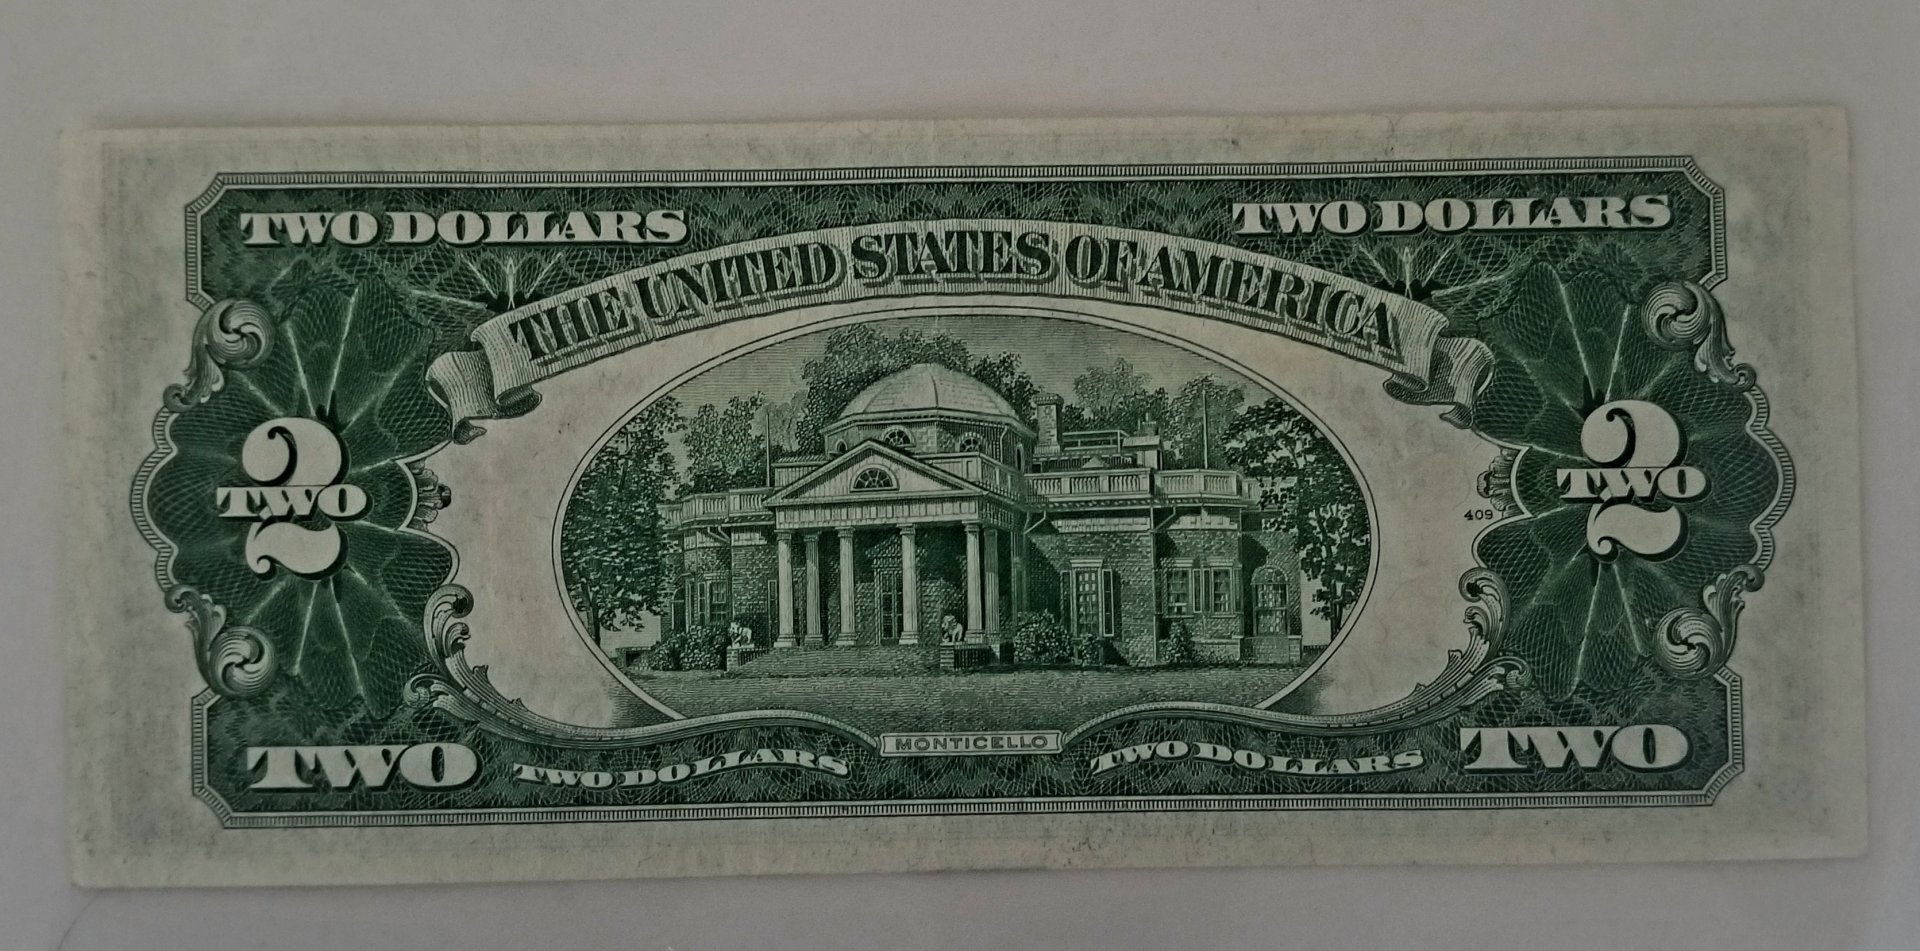 TWO DOLLARS TWO DOLLARS
THE UNITED STATES OF AMERICA
2 2
TWO TWO
409
MONTICELLO
TWO TWO DOLLARS TWO DOLLARS TWO